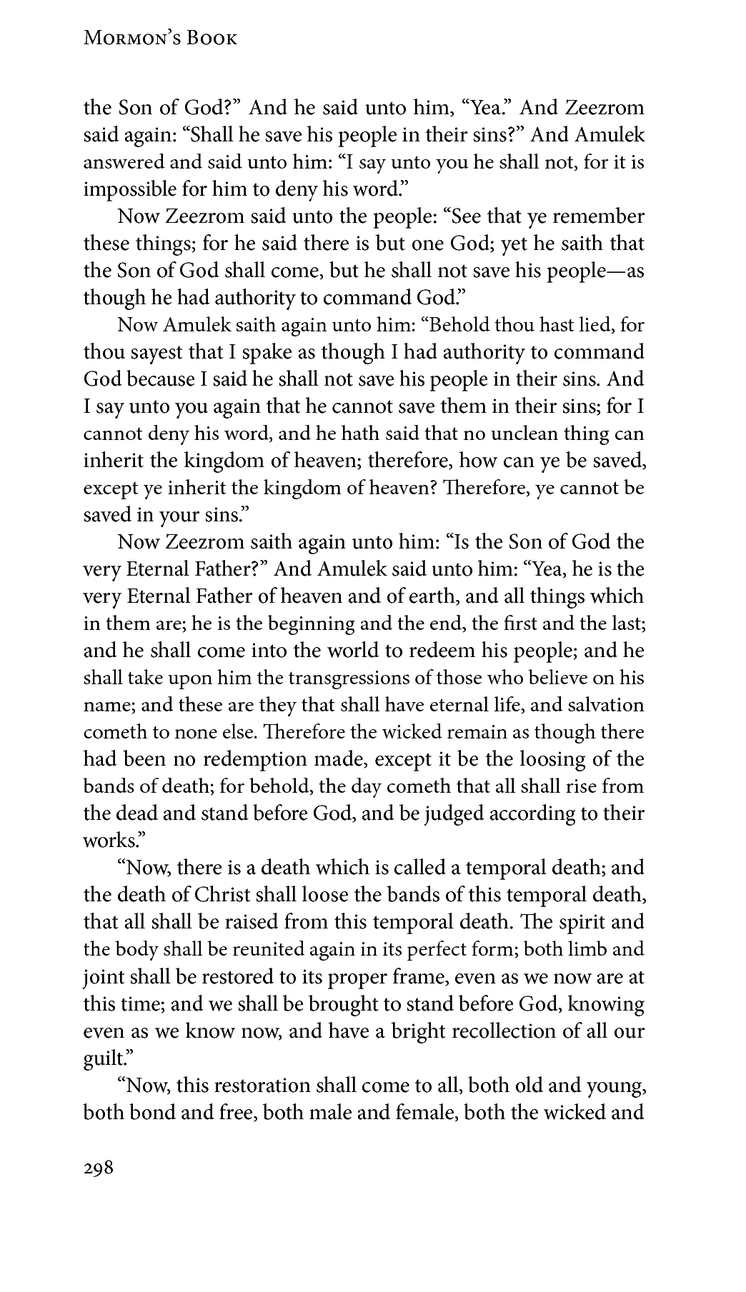 Mormon’s Book
the Son of God?” And he said unto him, “Yea.” And Zeezrom
said again: “Shall he save his people in their sins?” And Amulek
answered and said unto him: “I say unto you he shall not, for it is
impossible for him to deny his word.”
Now Zeezrom said unto the people: “See that ye remember
these things; for he said there is but one God; yet he saith that
the Son of God shall come, but he shall not save his people—as
though he had authority to command God.”
Now Amulek saith again unto him: “Behold thou hast lied, for
thou sayest that I spake as though I had authority to command
God because I said he shall not save his people in their sins. And
I say unto you again that he cannot save them in their sins; for I
cannot deny his word, and he hath said that no unclean thing can
inherit the kingdom of heaven; therefore, how can ye be saved,
except ye inherit the kingdom of heaven? Therefore, ye cannot be
saved in your sins.”
Now Zeezrom saith again unto him: “Is the Son of God the
very Eternal Father?” And Amulek said unto him: “Yea, he is the
very Eternal Father of heaven and of earth, and all things which
in them are; he is the beginning and the end, the first and the last;
and he shall come into the world to redeem his people; and he
shall take upon him the transgressions of those who believe on his
name; and these are they that shall have eternal life, and salvation
cometh to none else. Therefore the wicked remain as though there
had been no redemption made, except it be the loosing of the
bands of death; for behold, the day cometh that all shall rise from
the dead and stand before God, and be judged according to their
works.”
“Now, there is a death which is called a temporal death; and
the death of Christ shall loose the bands of this temporal death,
that all shall be raised from this temporal death. The spirit and
the body shall be reunited again in its perfect form; both limb and
joint shall be restored to its proper frame, even as we now are at
this time; and we shall be brought to stand before God, knowing
even as we know now, and have a bright recollection of all our
guilt.”
“Now, this restoration shall come to all, both old and young,
both bond and free, both male and female, both the wicked and
298